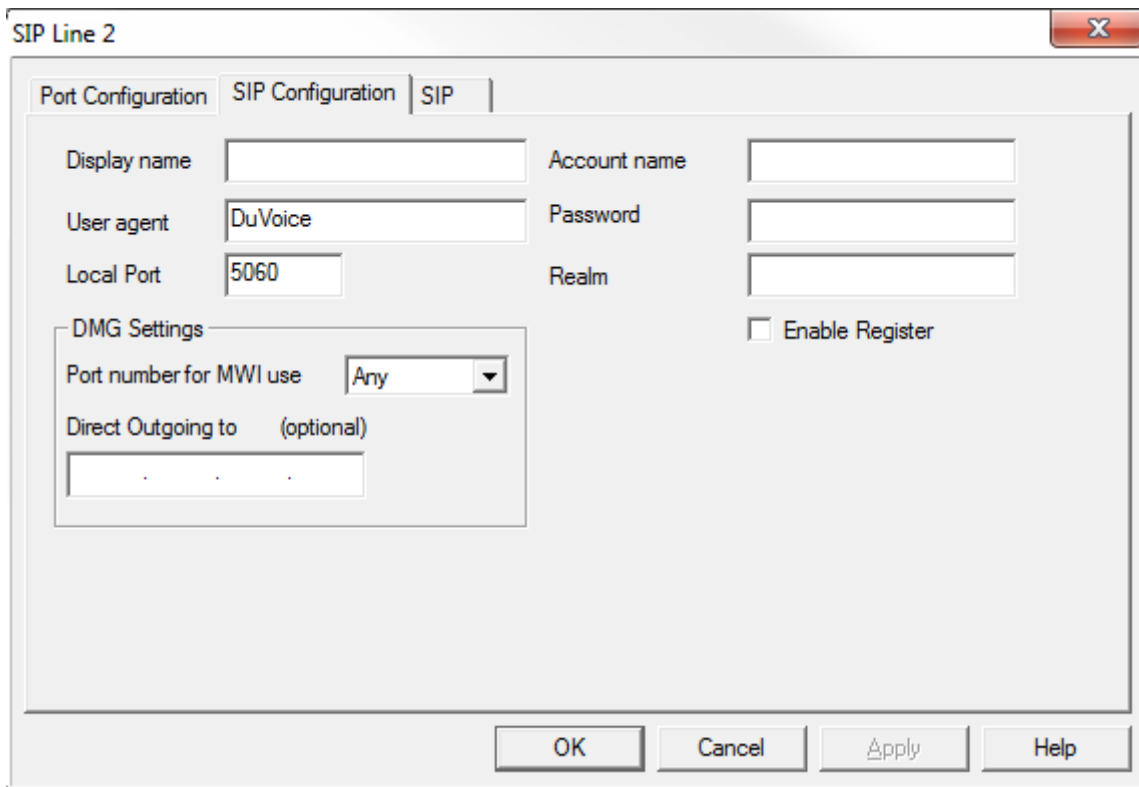 SIP Line 2
Port Configuration SIP Configuration SIP
Display name
Account name
User agent DuVoice
Password
Local Port 5060
Realm
DMG Settings
Enable Register
Port number for MWI use Any
Direct Outgoing to (optional)
. . .
OK Cancel Apply Help